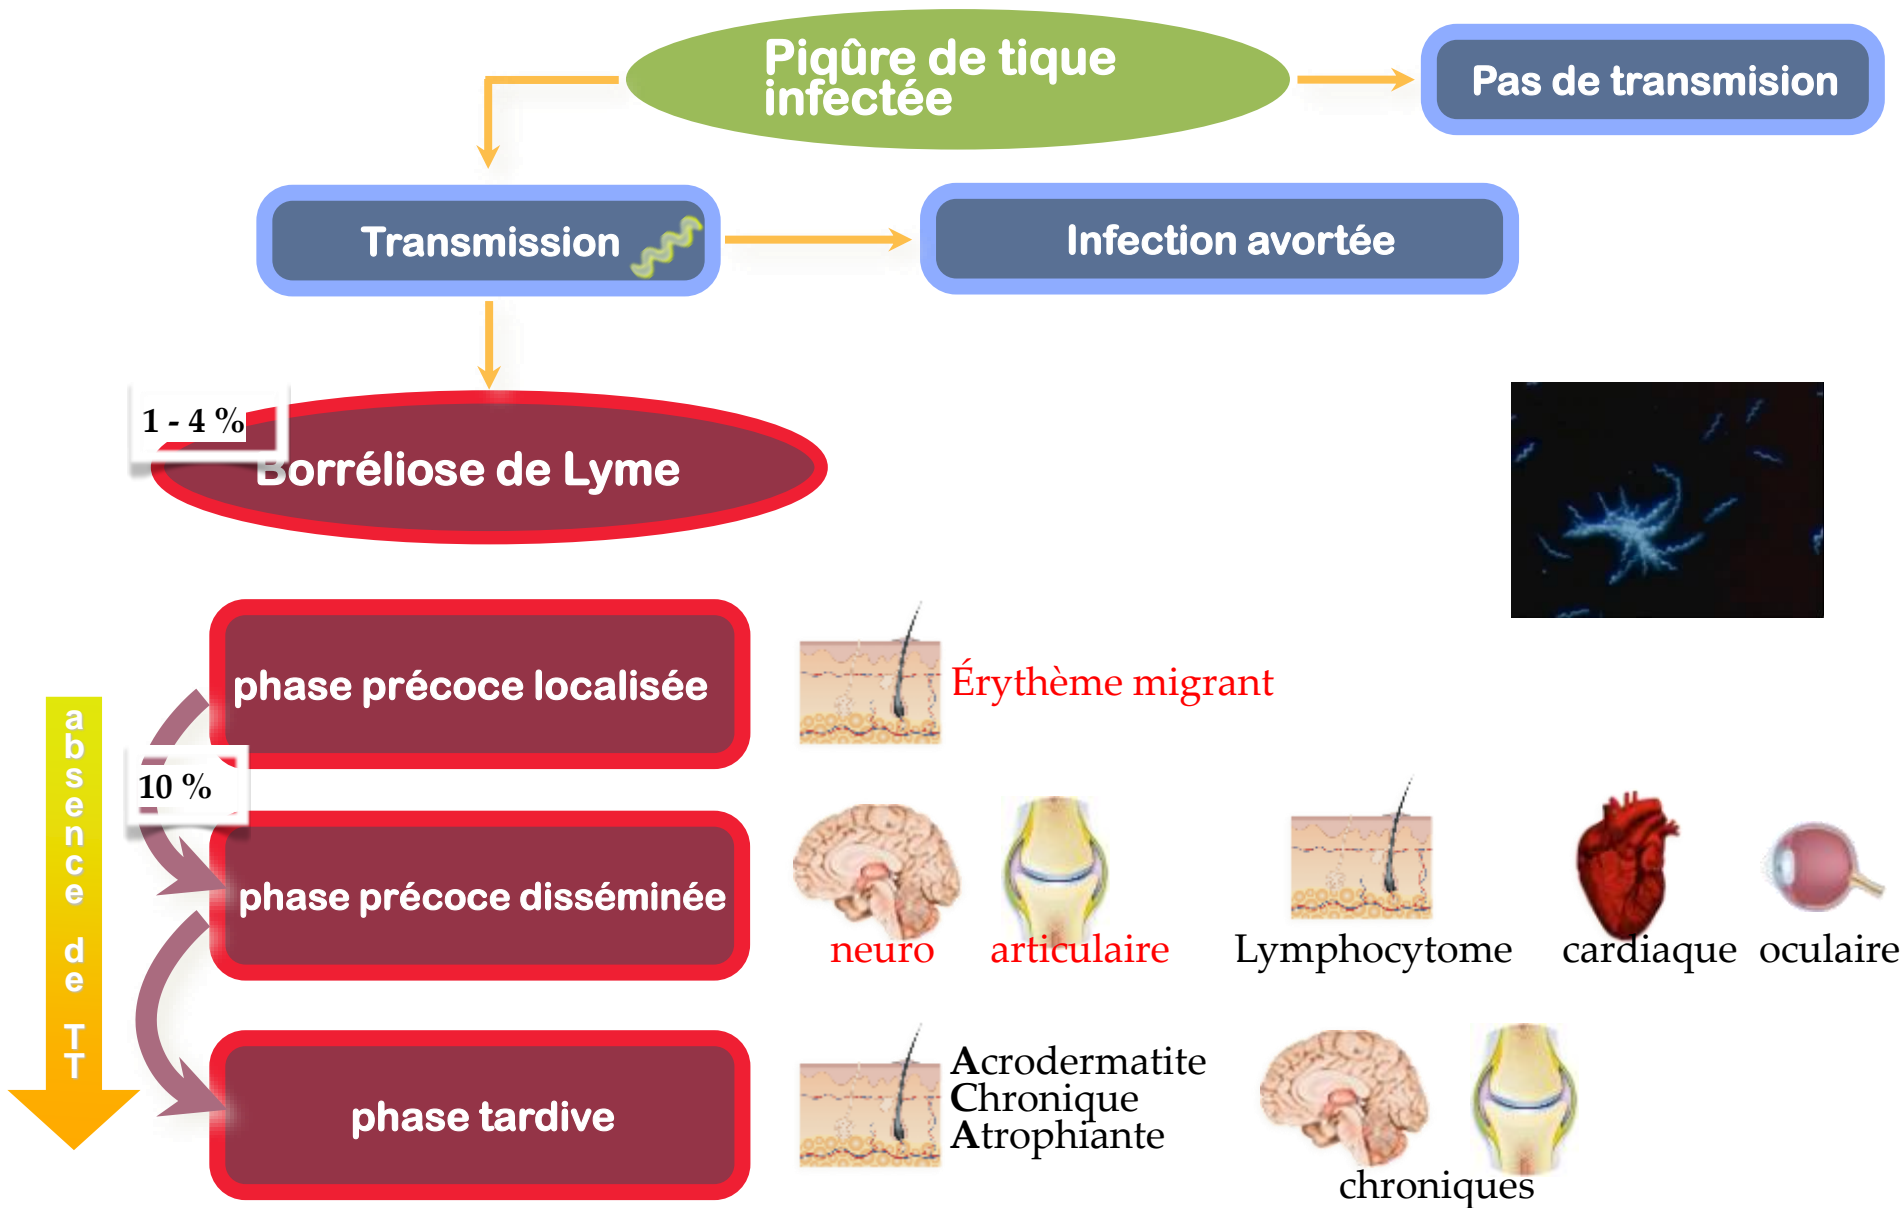 Piqûre de tique
infectée
Pas de transmision
Transmission
Infection avortée
1 - 4 %
Borréliose de Lyme
phase précoce localisée
Érythème migrant
absence de TT
10 %
phase précoce disséminée
neuro
articulaire
Lymphocytome
cardiaque
oculaire
phase tardive
Acrodermatite
Chronique
Atrophiante
chroniques